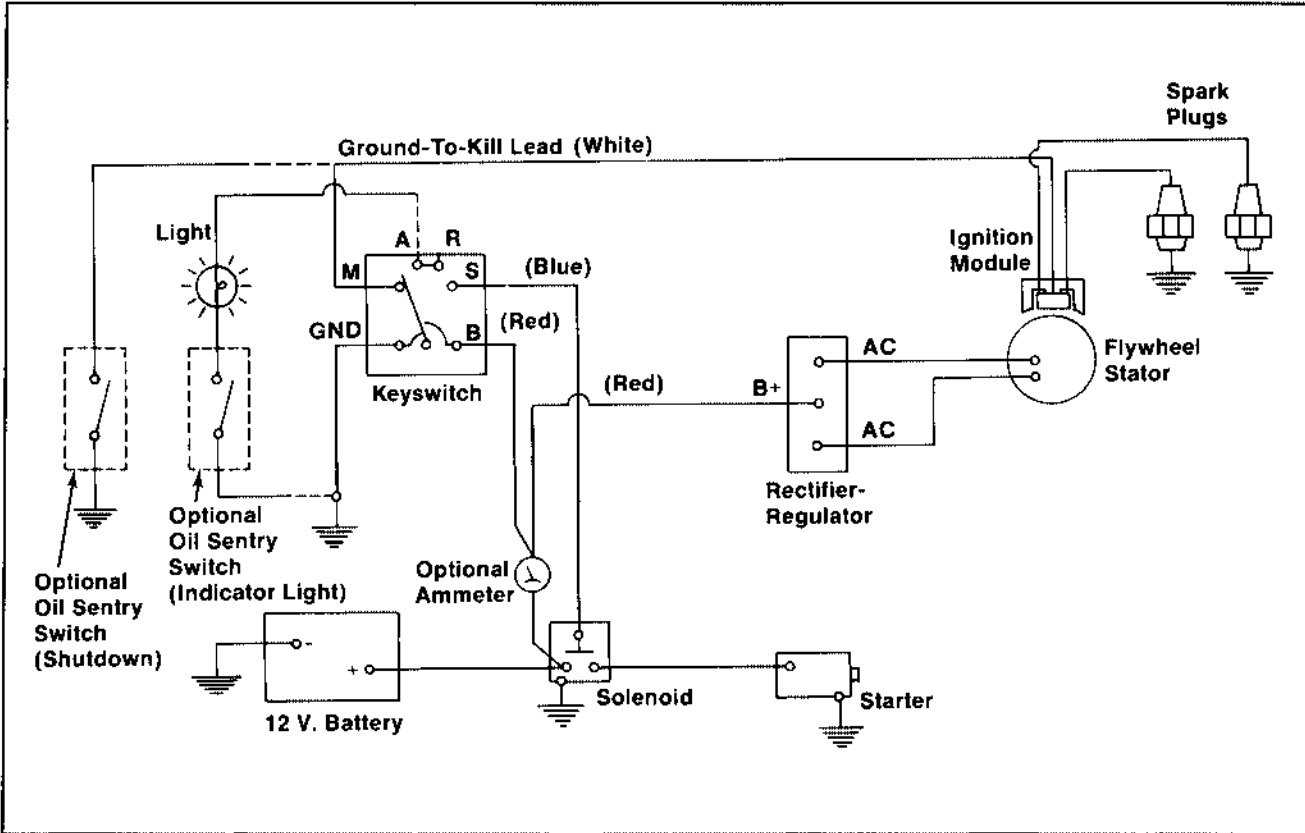 Spark
Plugs
Ground-To-Kill Lead (White)
Light
A
R
M
S
(Blue)
Ignition
Module
GND
B
(Red)
Keyswitch
AC
Flywheel
Stator
(Red)
B+
AC
Rectifier-
Regulator
Optional
Oil Sentry
Switch
(Indicator Light)
Optional
Oil Sentry
Switch
(Shutdown)
Optional
Ammeter
-
+
12 V. Battery
Solenoid
Starter